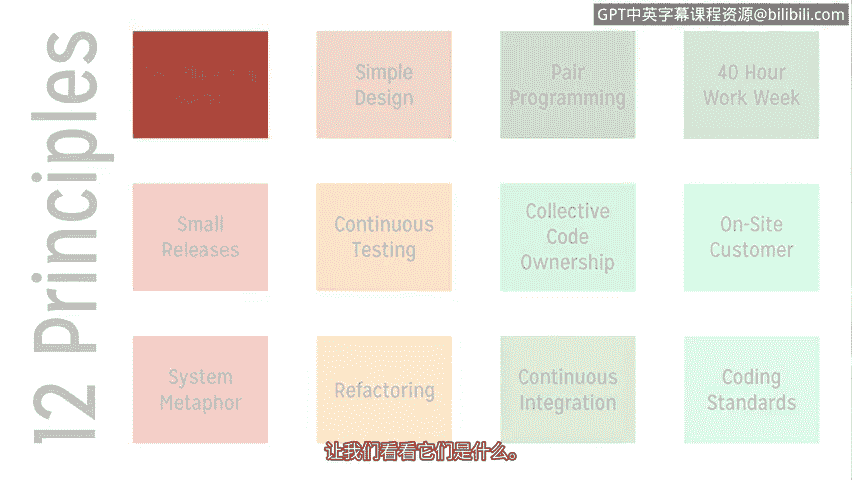 GPT中英字幕课程资源@bilibili.com
12 Principles
Simple
Design
Pair
Programming
40 Hour
Work Week
Small
Releases
Continuous
Testing
Collective
Code
Ownership
On-Site
Customer
System
Metaphor
Refactoring
Continuous
Integration
Coding
Standards
让我们看看它们是什么。